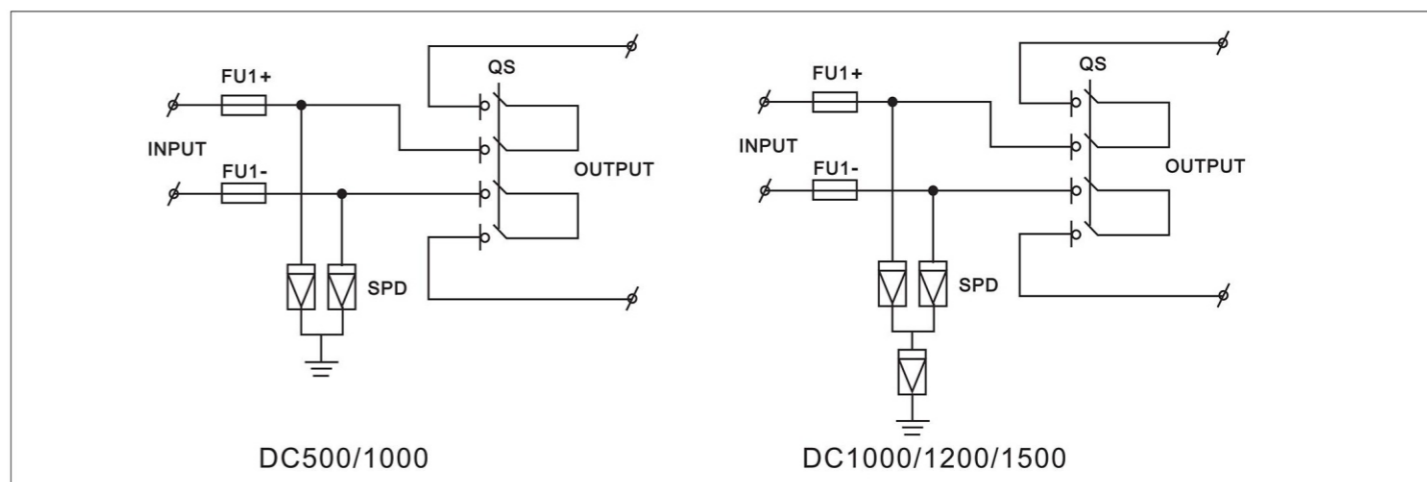 FU1+
QS
INPUT
FU1-
OUTPUT
SPD
DC500/1000
FU1+
QS
INPUT
FU1-
OUTPUT
SPD
DC1000/1200/1500